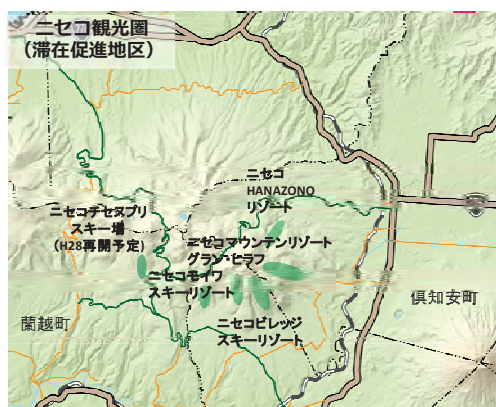 ニセコ観光圏
（滞在促進地区）
ニセコ
HANAZONO
リゾート
ニセコチセヌプリ
スキー場
（H28再開予定）
ニセコマウンテンリゾート
グラン・ヒラフ
ニセコモイワ
スキーリゾート
ニセコビレッジ
スキーリゾート
倶知安町
蘭越町